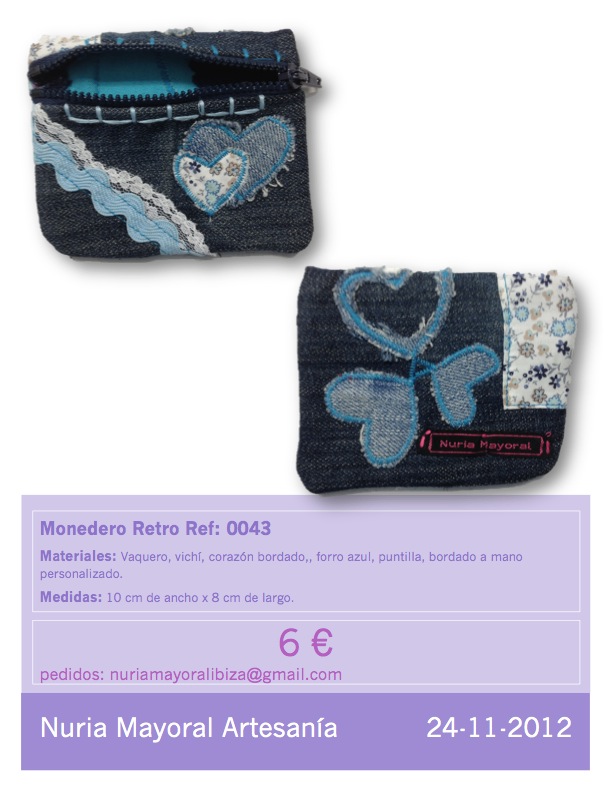 Nuria Mayoral
Monedero Retro Ref: 0043
Materiales: Vaquero, vichí, corazón bordado,, forro azul, puntilla, bordado a mano
personalizado.
Medidas: 10 cm de ancho x 8 cm de largo.
6 €
pedidos: nuriamayoralibiza@gmail.com
Nuria Mayoral Artesanía 24-11-2012